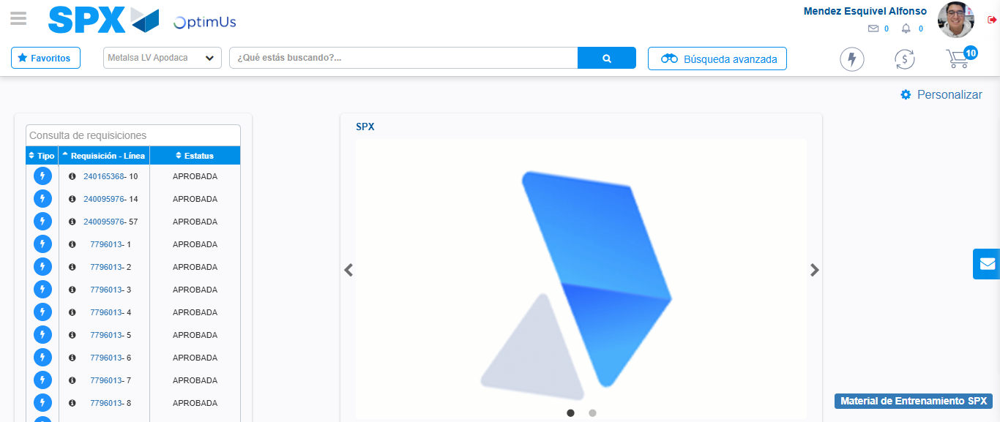 SPX OptimUs
Mendez Esquivel Alfonso
0 0
Favoritos Metalsa LV Apodaca ¿Qué estás buscando?... Búsqueda avanzada $ 10
Personalizar
Consulta de requisiciones
Tipo Requisición - Línea Estatus
240165368- 10 APROBADA
240095976- 14 APROBADA
240095976- 57 APROBADA
7796013- 1 APROBADA
7796013- 2 APROBADA
7796013- 3 APROBADA
7796013- 4 APROBADA
7796013- 5 APROBADA
7796013- 6 APROBADA
7796013- 7 APROBADA
7796013- 8 APROBADA
SPX
Material de Entrenamiento SPX